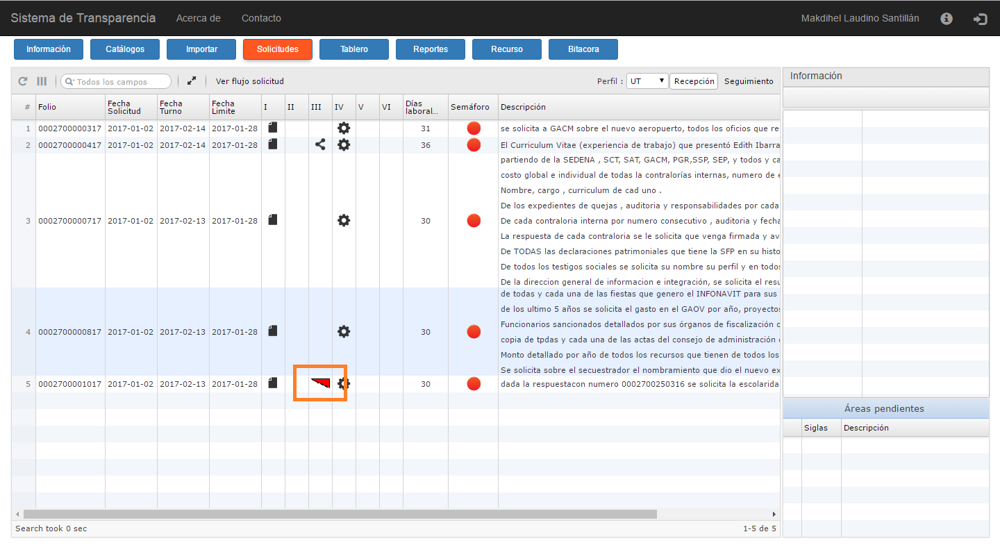 Sistema de Transparencia Acerca de Contacto Makdihel Laudino Santillán
Información Catálogos Importar Solicitudes Tablero Reportes Recurso Bitacora
Todos los campos Ver flujo solicitud Perfil : UT Recepción Seguimiento
Información
# Folio Fecha Solicitud Fecha Turno Fecha Limite I II III IV V VI Días laboral... Semáforo Descripción
1 0002700000317 2017-01-02 2017-02-14 2017-01-28 31 se solicita a GACM sobre el nuevo aeropuerto, todos los oficios que re
2 0002700000417 2017-01-02 2017-02-14 2017-01-28 36 El Curriculum Vitae (experiencia de trabajo) que presentó Edith Ibarra
partiendo de la SEDENA , SCT, SAT, GACM, PGR,SSP, SEP, y todos y ca
costo global e individual de todas la contralorías internas, numero de e
Nombre, cargo , curriculum de cad uno .
De los expedientes de quejas , auditoria y responsabilidades por cada
3 0002700000717 2017-01-02 2017-02-13 2017-01-28 30 De cada contraloria interna por numero consecutivo , auditoria y fecha
La respuesta de cada contraloria se le solicita que venga firmada y av
De TODAS las declaraciones patrimoniales que tiene la SFP en su histo
De todos los testigos sociales se solicita su nombre su perfil y en todos
De la direccion general de informacion e integración, se solicita el resu
de todas y cada una de las fiestas que genero el INFONAVIT para sus
de los ultimo 5 años se solicita el gasto en el GAOV por año, proyectos
Funcionarios sancionados detallados por sus órganos de fiscalización o
4 0002700000817 2017-01-02 2017-02-13 2017-01-28 30 copia de tpdas y cada una de las actas del consejo de administración
Monto detallado por año de todos los recursos que tienen de todos los
Se solicita sobre el secuestrador el nombramiento que dio el nuevo ex
5 0002700001017 2017-01-02 2017-02-13 2017-01-28 30 dada la respuestacon numero 0002700250316 se solicita la escolarida
Áreas pendientes
Siglas Descripción
Search took 0 sec 1-5 de 5